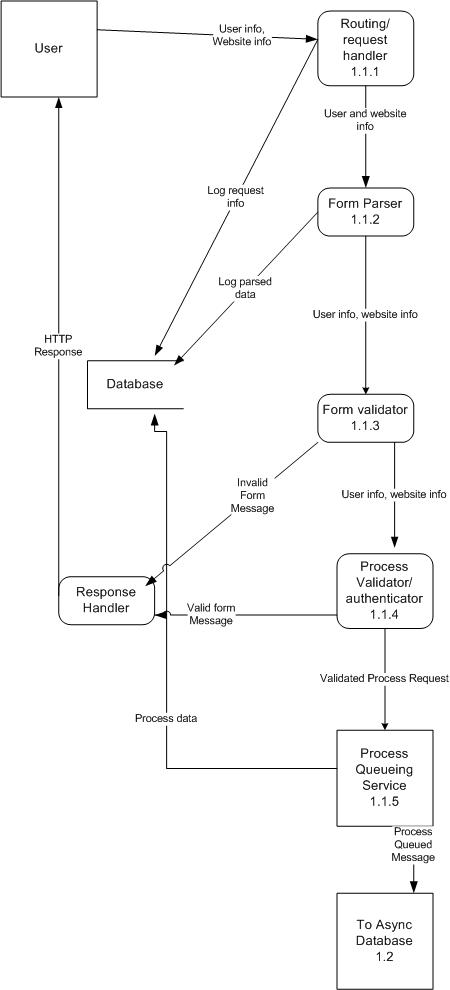 User
User info,
Website info
Routing/
request
handler
1.1.1
User and website
info
Log request
info
Form Parser
1.1.2
Log parsed
data
User info, website info
HTTP
Response
Database
Form validator
1.1.3
Invalid
Form
Message
User info, website info
Process
Validator/
authenticator
1.1.4
Response
Handler
Valid form
Message
Validated Process Request
Process data
Process
Queueing
Service
1.1.5
Process
Queued
Message
To Async
Database
1.2